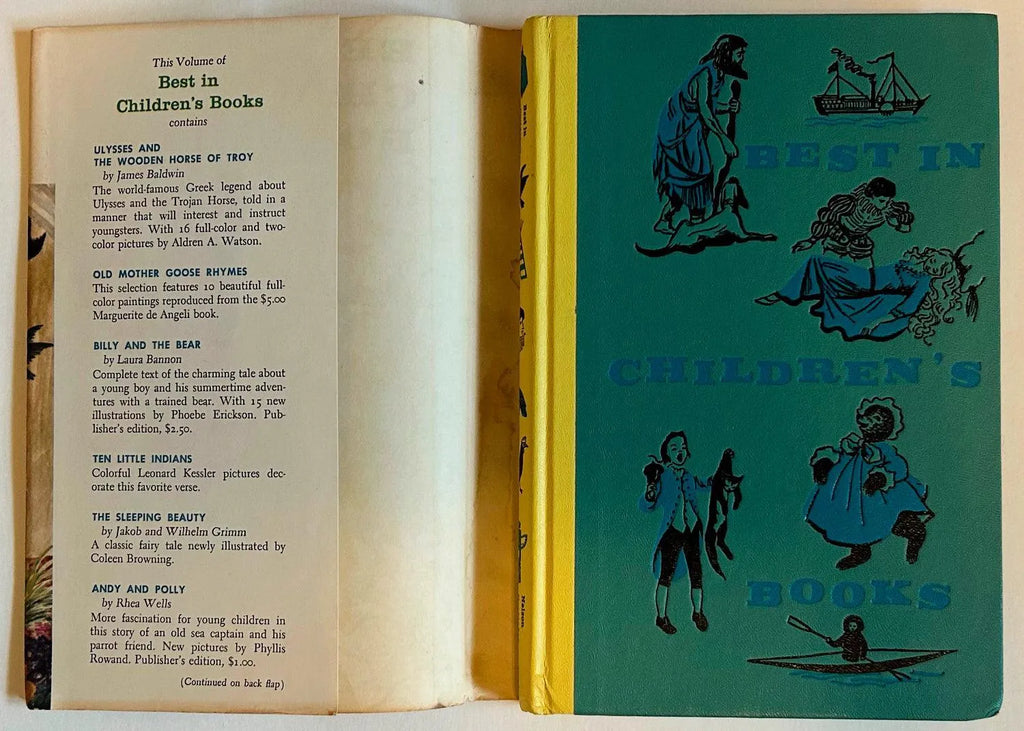 This Volume of
Best in
Children's Books
contains
ULYSSES AND
THE WOODEN HORSE OF TROY
by James Baldwin
The world-famous Greek legend about
Ulysses and the Trojan Horse, told in a
manner that will interest and instruct
youngsters. With 16 full-color and two-
color pictures by Aldren A. Watson.
OLD MOTHER GOOSE RHYMES
This selection features 10 beautiful full-
color paintings reproduced from the $5.00
Marguerite de Angeli book.
BILLY AND THE BEAR
by Laura Bannon
Complete text of the charming tale about
a young boy and his summertime adven-
tures with a trained bear. With 15 new
illustrations by Phoebe Erickson. Pub-
lisher's edition, $2.50.
TEN LITTLE INDIANS
Colorful Leonard Kessler pictures dec-
orate this favorite verse.
THE SLEEPING BEAUTY
by Jakob and Wilhelm Grimm
A classic fairy tale newly illustrated by
Coleen Browning.
ANDY AND POLLY
by Rhea Wells
More fascination for young children in
this story of an old sea captain and his
parrot friend. New pictures by Phyllis
Rowand. Publisher's edition, $1.00.
(Continued on back flap)
Best in
Nelson
BEST IN
CHILDREN'S
BOOKS